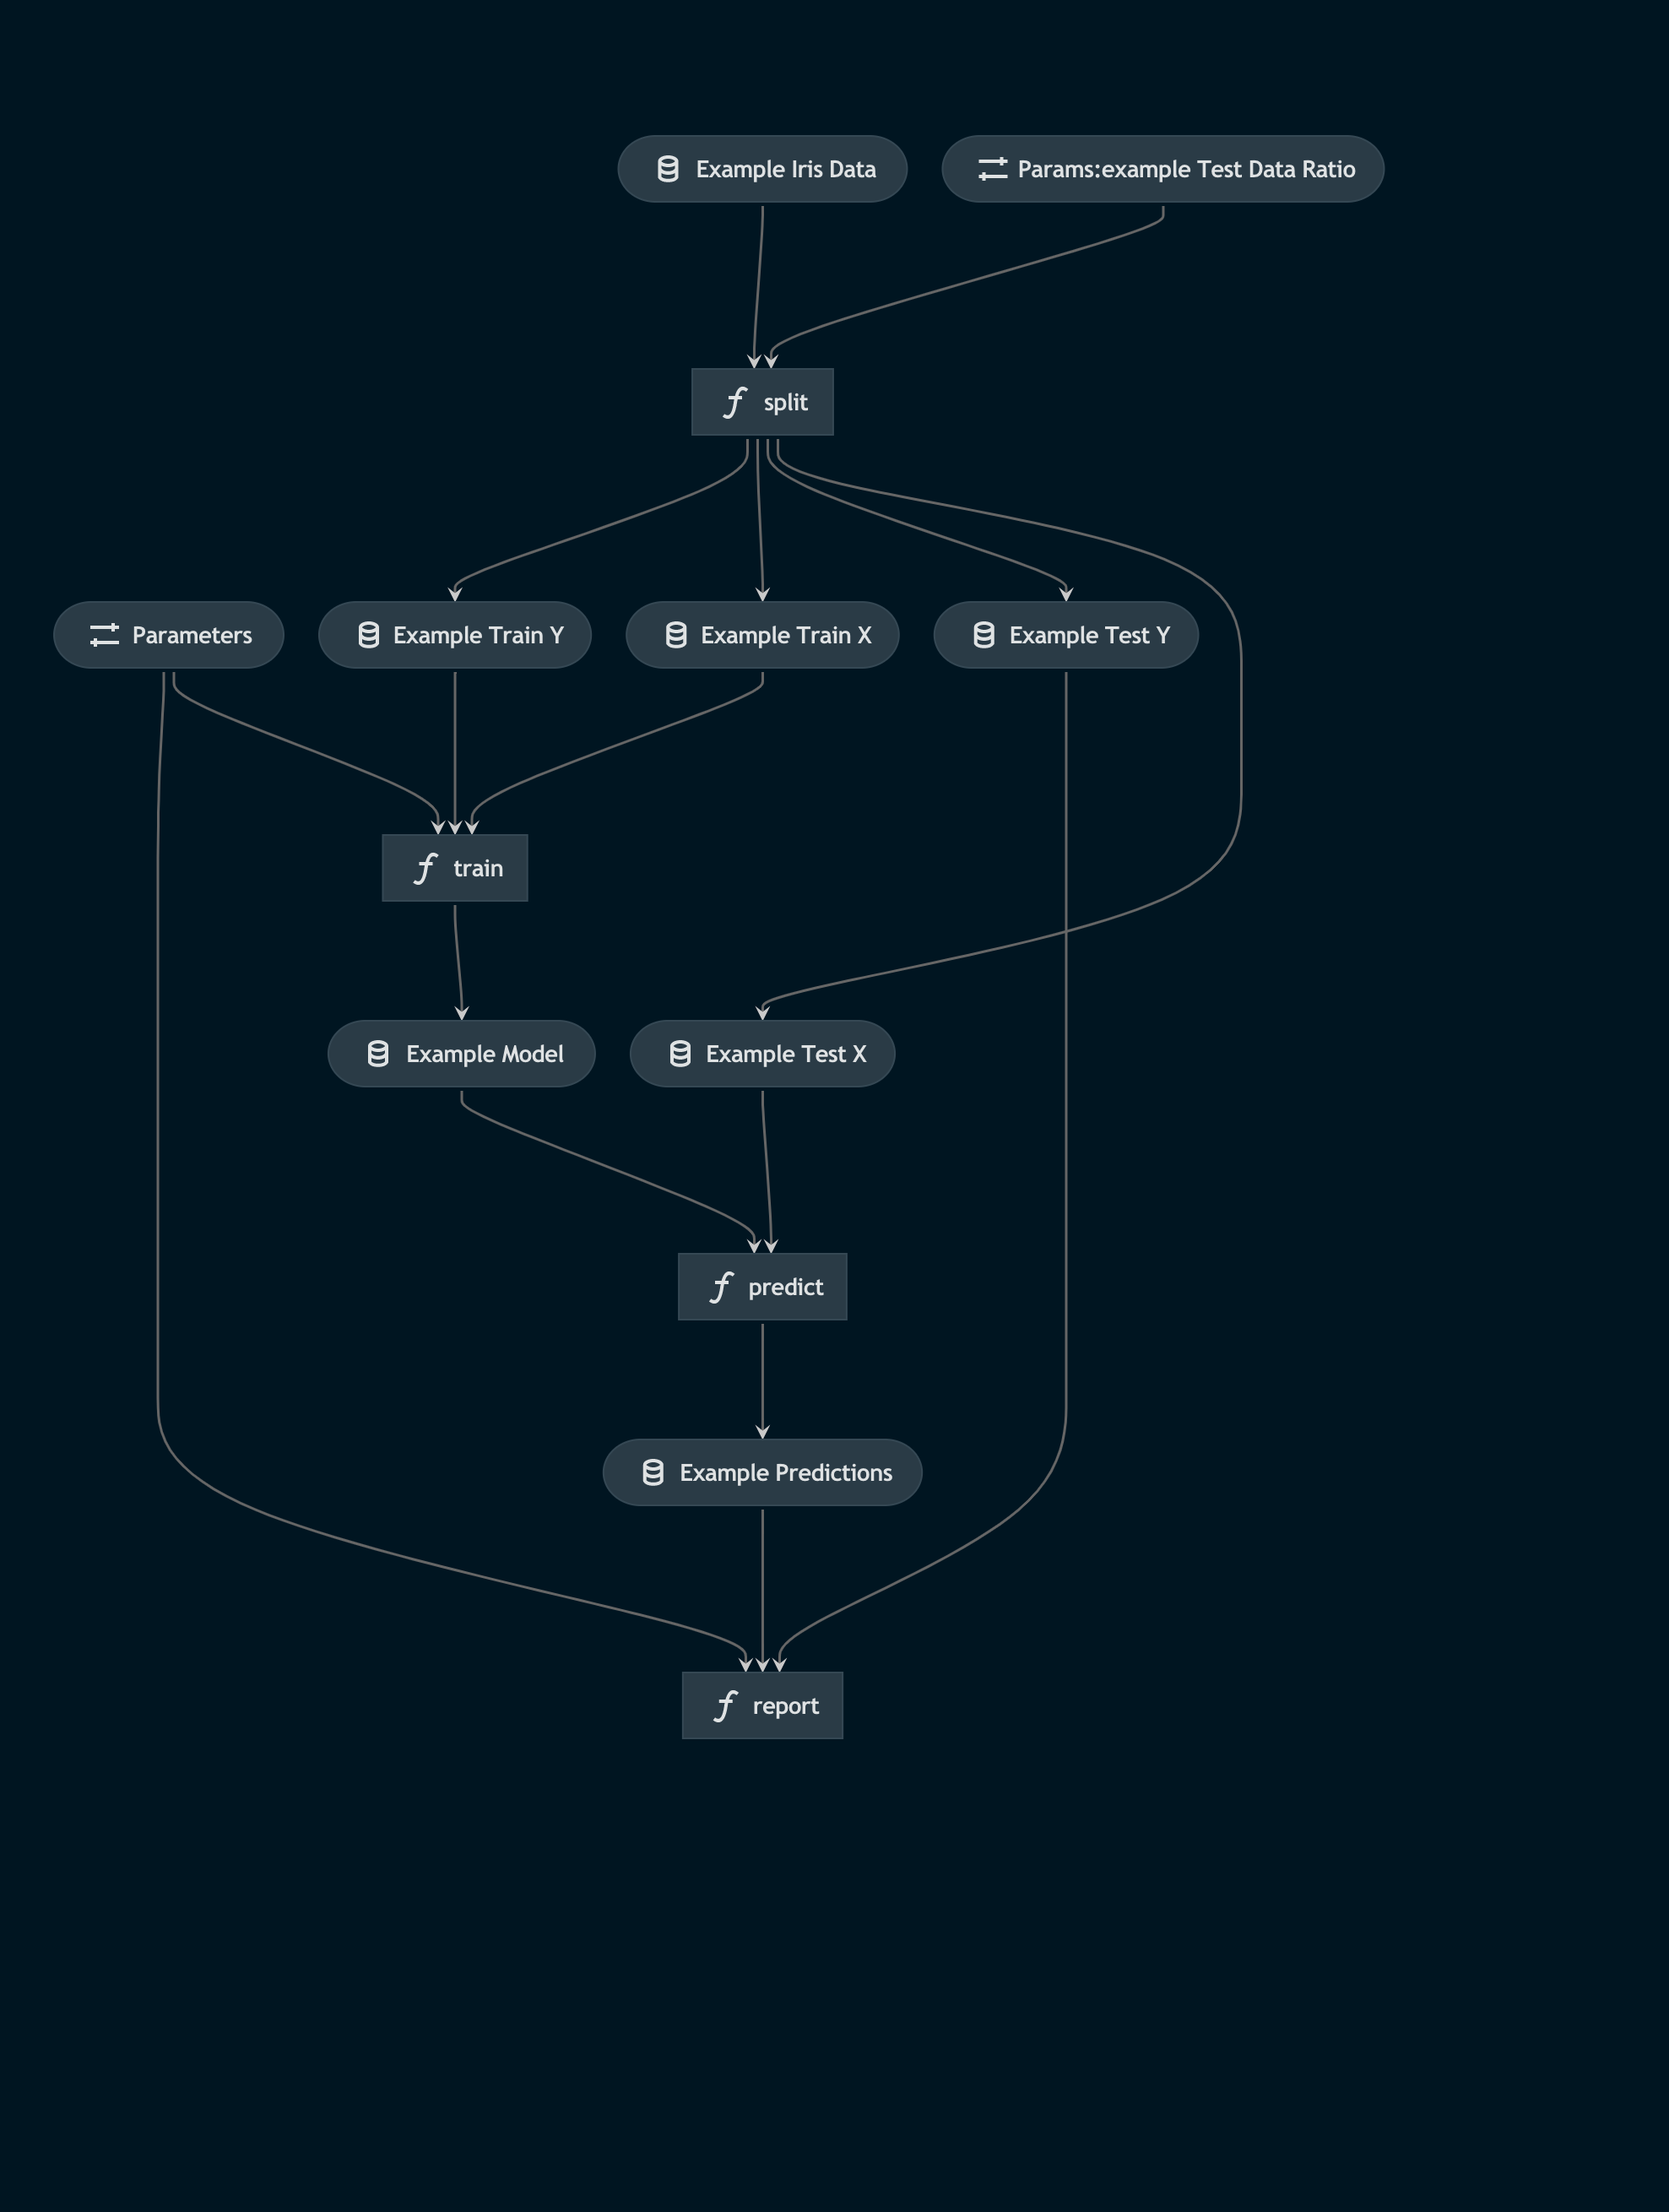 Example Iris Data
Params:example Test Data Ratio
split
Parameters
Example Train Y
Example Train X
Example Test Y
train
Example Model
Example Test X
predict
Example Predictions
report